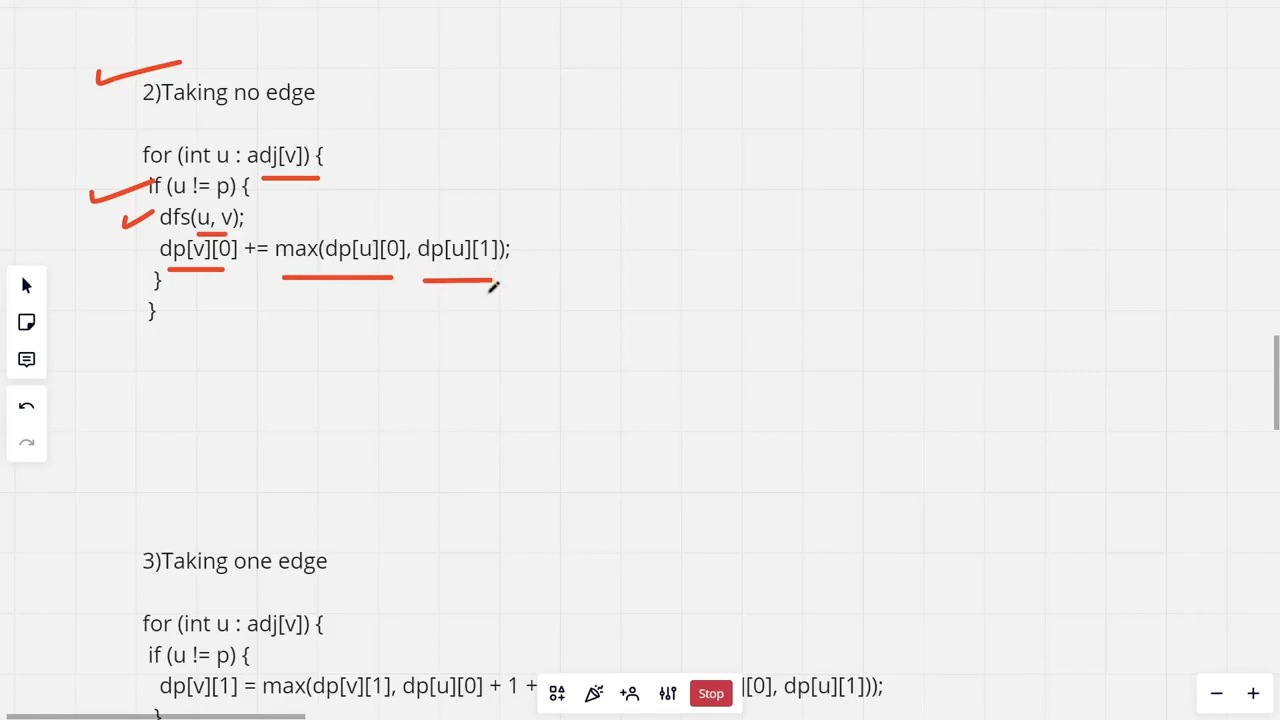 2)Taking no edge
for (int u : adj[v]) {
if (u != p) {
dfs(u, v);
dp[v][0] += max(dp[u][0], dp[u][1]);
}
}
3)Taking one edge
for (int u : adj[v]) {
if (u != p) {
dp[v][1] = max(dp[v][1], dp[u][0] + 1 + [0], dp[u][1]));
}
Stop